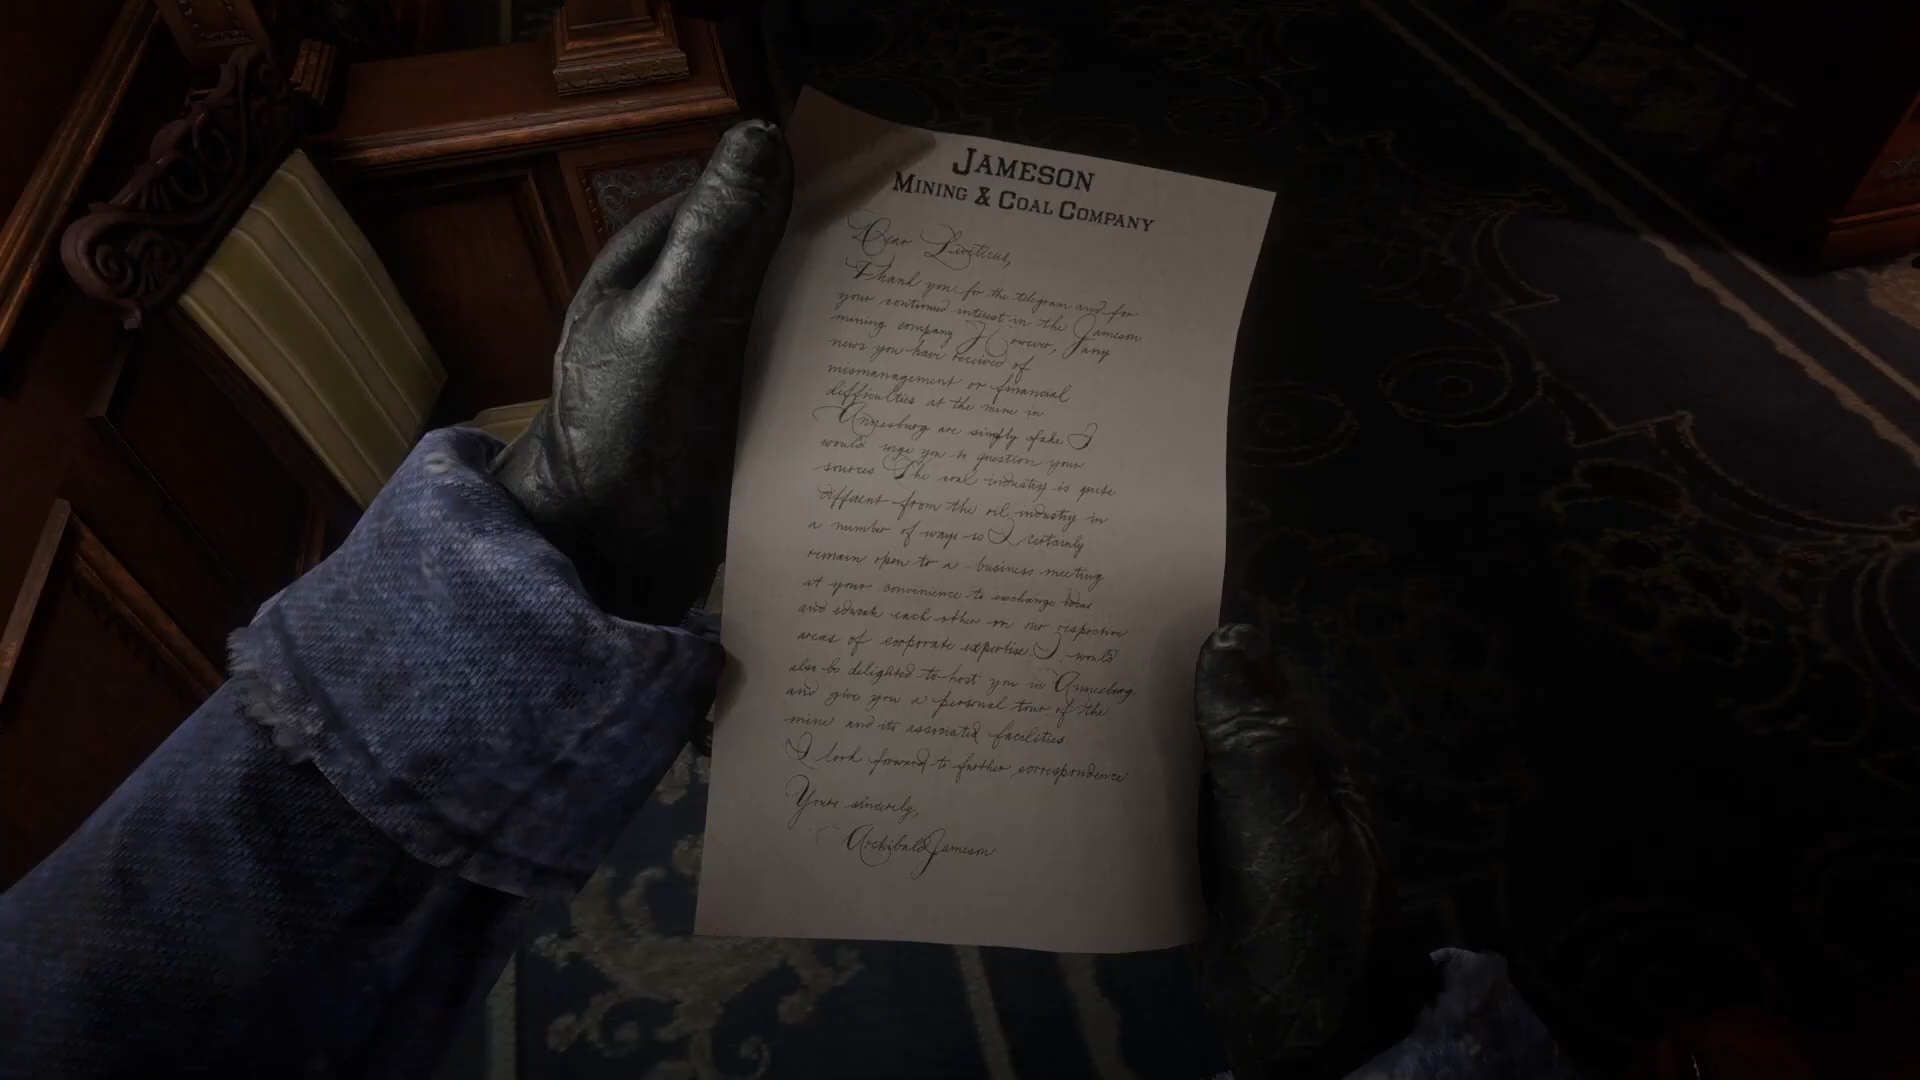 JAMESON
MINING & COAL COMPANY
Dear Leviticus,
Thank you for the telegram and for
your continued interest in the Jameson
mining company However, Jany
news you have received of
mismanagement or financial
difficulties at the mine in
Annesburg are simply fake I
would urge you to question your
sources The coal industry is quite
different from the oil industry in
a number of ways so I certainly
remain open to a business meeting
at your convenience to exchange ideas
and educate each other on our respective
areas of corporate expertise I would
also be delighted to host you in Annesburg
and give you a personal tour of the
mine and its associated facilities
I look forward to further correspondence
Yours sincerely,
Archibald Jameson